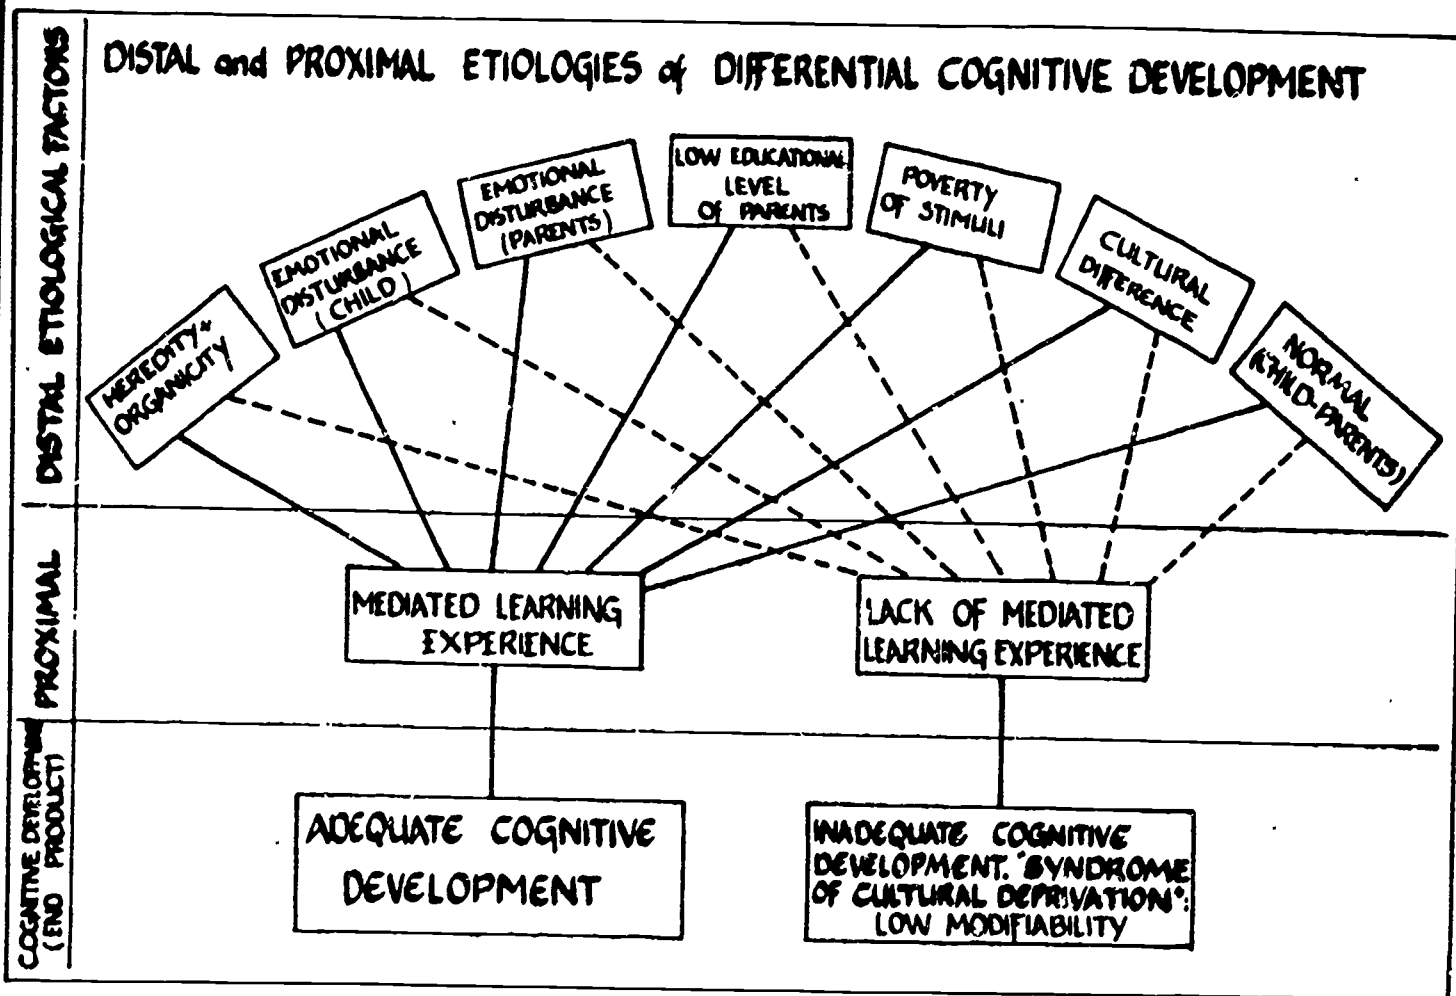 DISTAL and PROXIMAL ETIOLOGIES of DIFFERENTIAL COGNITIVE DEVELOPMENT
DISTAL ETIOLOGICAL FACTORS
HEREDITY
ORGANICITY
EMOTIONAL
DISTURBANCE
(CHILD)
EMOTIONAL
DISTURBANCE
(PARENTS)
LOW EDUCATIONAL
LEVEL
OF PARENTS
POVERTY
OF STIMULI
CULTURAL
DIFFERENCE
NORMAL
(CHILD-PARENTS)
PROXIMAL
MEDIATED LEARNING
EXPERIENCE
LACK OF MEDIATED
LEARNING EXPERIENCE
COGNITIVE DEVELOPMENT
(END PRODUCT)
ADEQUATE COGNITIVE
DEVELOPMENT
INADEQUATE COGNITIVE
DEVELOPMENT. "SYNDROME
OF CULTURAL DEPRIVATION":
LOW MODIFIABILITY